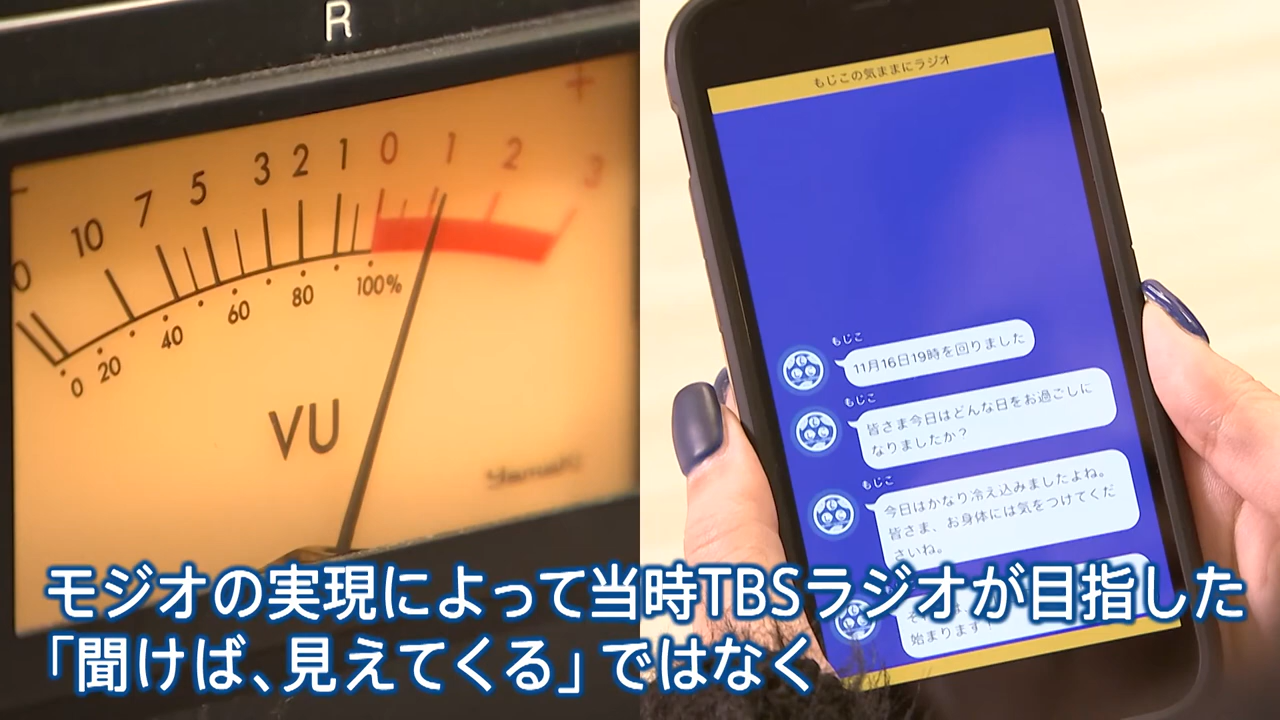 R
- +
10 7 5 3 2 1 0 1 2 3
0 20 40 60 80 100%
VU
もじこの気ままにラジオ
もじこ
11月16日19時を回りました
もじこ
皆さま今日はどんな日をお過ごしに
なりましたか？
もじこ
今日はかなり冷え込みましたよね。
皆さま、お身体には気をつけてくだ
さいね。
始まります
モジオの実現によって当時TBSラジオが目指した
「聞けば、見えてくる」ではなく